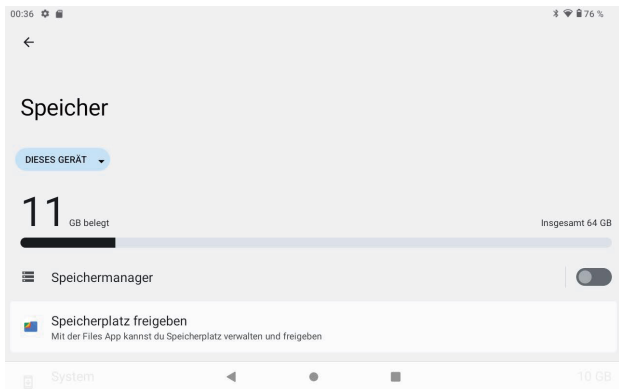 00:36 76 %
Speicher
DIESES GERÄT
11 GB belegt Insgesamt 64 GB
Speichermanager
Speicherplatz freigeben
Mit der Files App kannst du Speicherplatz verwalten und freigeben
System 10 GB